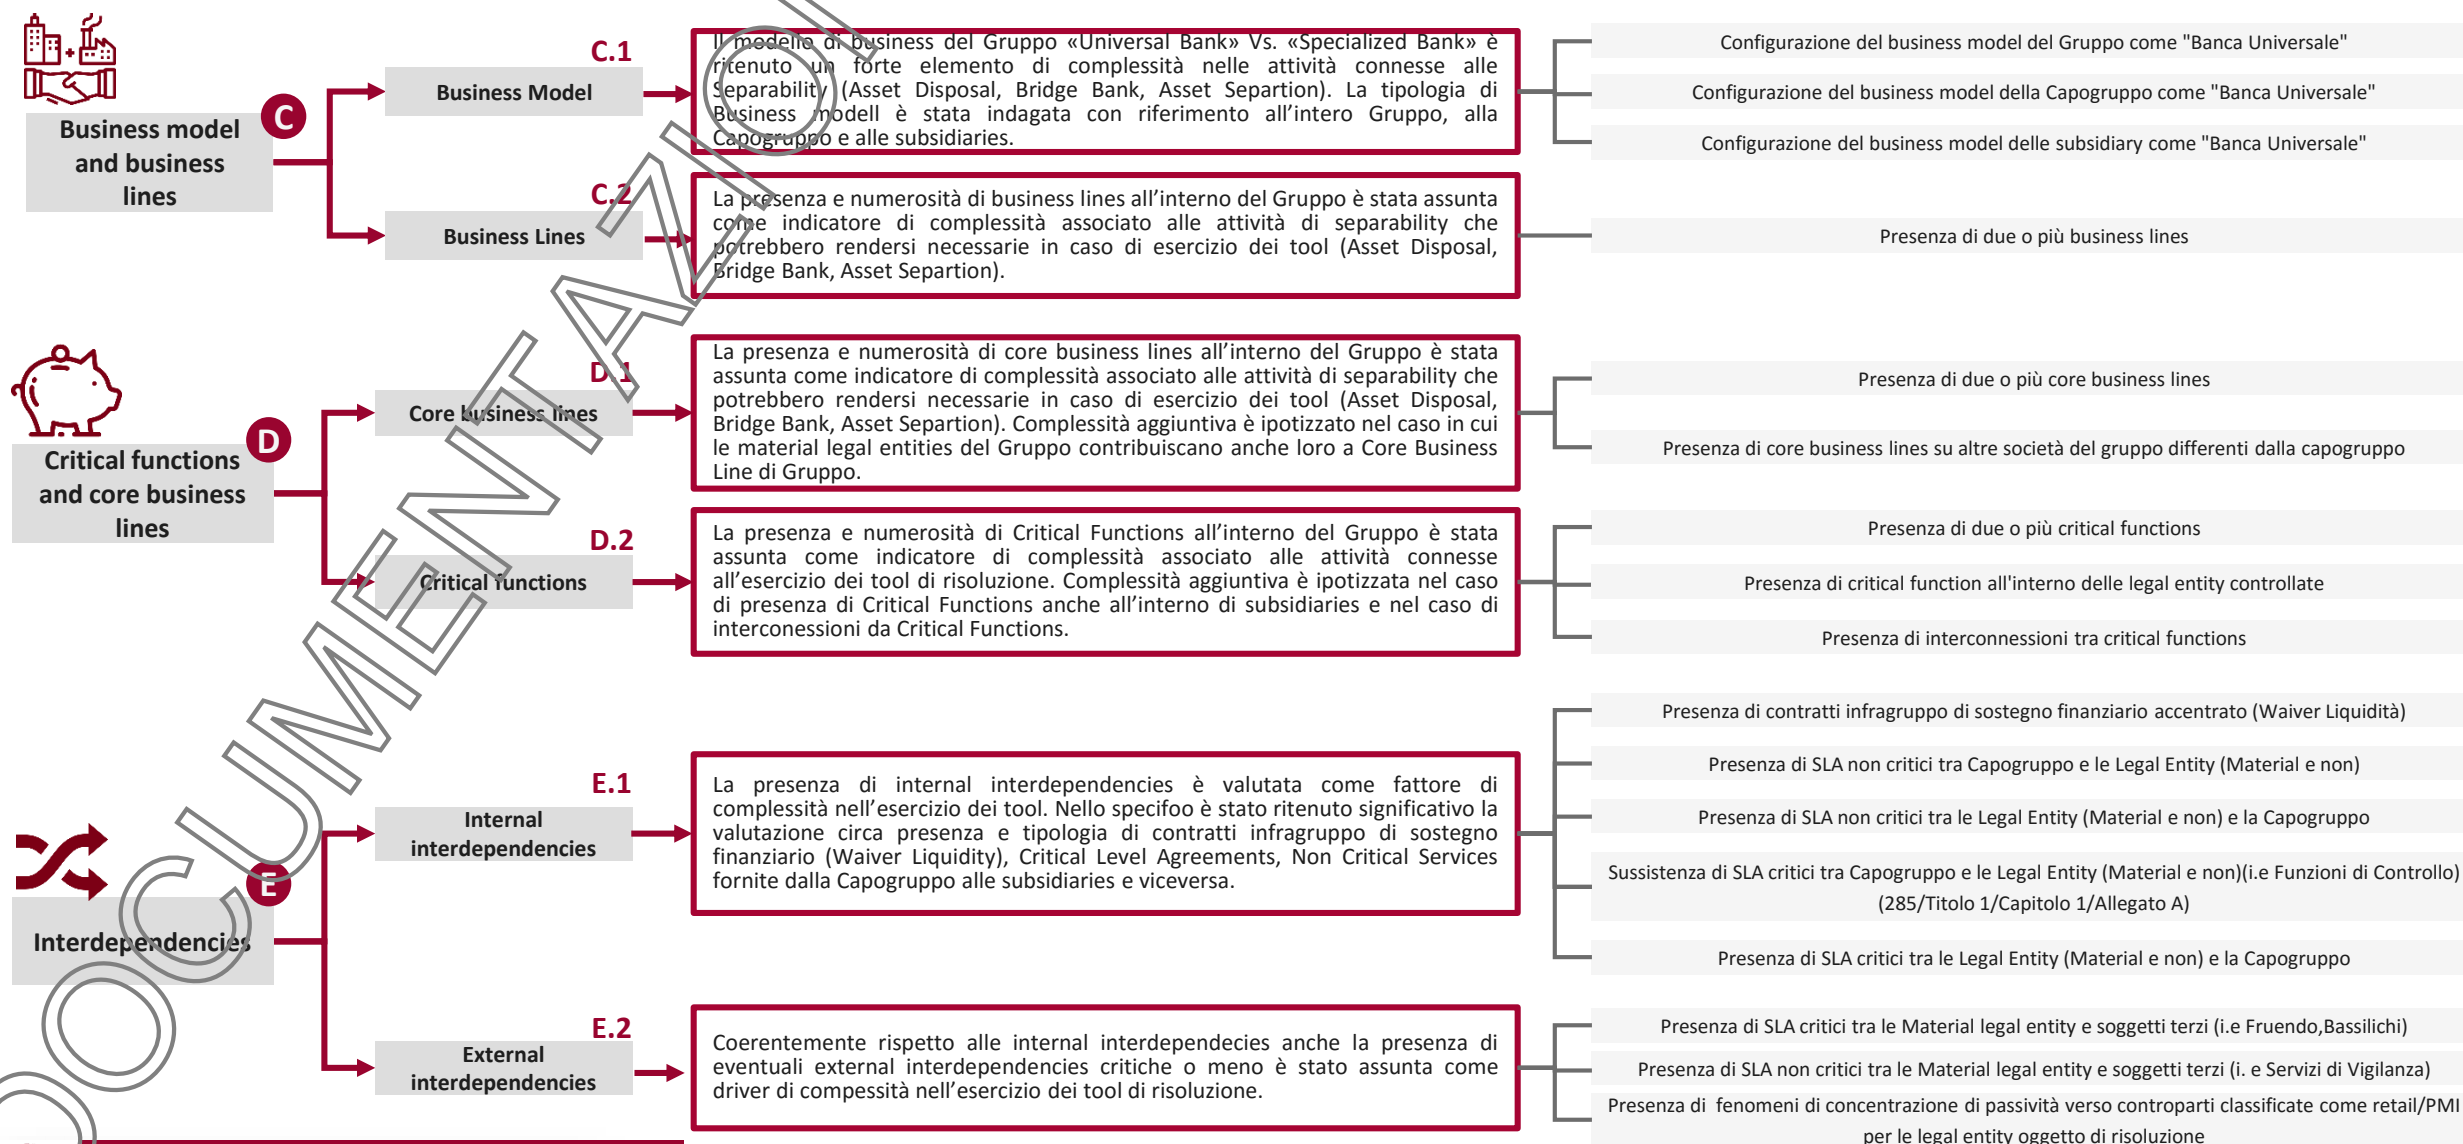 C.1
Il modello di business del Gruppo «Universal Bank» Vs. «Specialized Bank» è
ritenuto un forte elemento di complessità nelle attività connesse alle
Separability (Asset Disposal, Bridge Bank, Asset Separtion). La tipologia di
Business modell è stata indagata con riferimento all'intero Gruppo, alla
Capogruppo e alle subsidiaries.
Business Model
Configurazione del business model del Gruppo come "Banca Universale"
Configurazione del business model della Capogruppo come "Banca Universale"
Configurazione del business model delle subsidiary come "Banca Universale"
C
Business model
and business
lines
C.2
Business Lines
La presenza e numerosità di business lines all'interno del Gruppo è stata assunta
come indicatore di complessità associato alle attività di separability che
potrebbero rendersi necessarie in caso di esercizio dei tool (Asset Disposal,
Bridge Bank, Asset Separtion).
Presenza di due o più business lines
D
Critical functions
and core business
lines
D.1
Core business lines
La presenza e numerosità di core business lines all'interno del Gruppo è stata
assunta come indicatore di complessità associato alle attività di separability che
potrebbero rendersi necessarie in caso di esercizio dei tool (Asset Disposal,
Bridge Bank, Asset Separtion). Complessità aggiuntiva è ipotizzato nel caso in cui
le material legal entities del Gruppo contribuiscano anche loro a Core Business
Line di Gruppo.
Presenza di due o più core business lines
Presenza di core business lines su altre società del gruppo differenti dalla capogruppo
D.2
Critical functions
La presenza e numerosità di Critical Functions all'interno del Gruppo è stata
assunta come indicatore di complessità associato alle attività connesse
all'esercizio dei tool di risoluzione. Complessità aggiuntiva è ipotizzata nel caso
di presenza di Critical Functions anche all'interno di subsidiaries e nel caso di
interconessioni da Critical Functions.
Presenza di due o più critical functions
Presenza di critical function all'interno delle legal entity controllate
Presenza di interconnessioni tra critical functions
E
Interdependencies
E.1
Internal
interdependencies
La presenza di internal interdependencies è valutata come fattore di
complessità nell'esercizio dei tool. Nello specifoo è stato ritenuto significativo la
valutazione circa presenza e tipologia di contratti infragruppo di sostegno
finanziario (Waiver Liquidity), Critical Level Agreements, Non Critical Services
fornite dalla Capogruppo alle subsidiaries e viceversa.
Presenza di contratti infragruppo di sostegno finanziario accentrato (Waiver Liquidità)
Presenza di SLA non critici tra Capogruppo e le Legal Entity (Material e non)
Presenza di SLA non critici tra le Legal Entity (Material e non) e la Capogruppo
Sussistenza di SLA critici tra Capogruppo e le Legal Entity (Material e non)(i.e Funzioni di Controllo)
(285/Titolo 1/Capitolo 1/Allegato A)
Presenza di SLA critici tra le Legal Entity (Material e non) e la Capogruppo
E.2
External
interdependencies
Coerentemente rispetto alle internal interdependecies anche la presenza di
eventuali external interdependencies critiche o meno è stato assunta come
driver di compessità nell'esercizio dei tool di risoluzione.
Presenza di SLA critici tra le Material legal entity e soggetti terzi (i.e Fruendo,Bassilichi)
Presenza di SLA non critici tra le Material legal entity e soggetti terzi (i. e Servizi di Vigilanza)
Presenza di fenomeni di concentrazione di passività verso controparti classificate come retail/PMI
per le legal entity oggetto di risoluzione
DOCUMENTAZIO